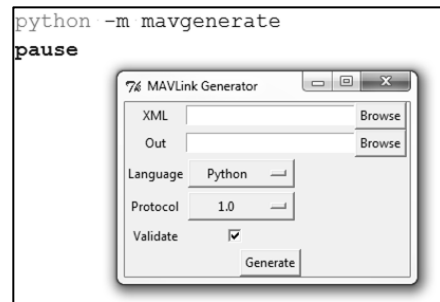 python -m mavgenerate
pause
MAVLink Generator
XML Browse
Out Browse
Language Python
Protocol 1.0
Validate
Generate